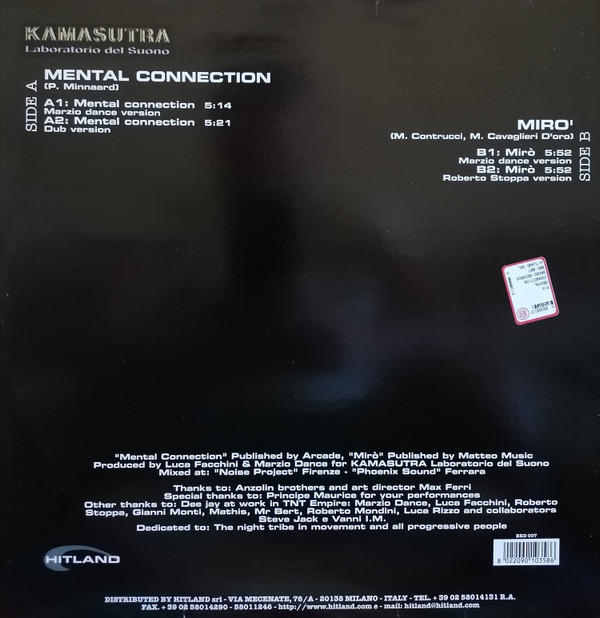 KAMASUTRA
Laboratorio del Suono
SIDE A
MENTAL CONNECTION
(P. Minnaard)
A1: Mental connection 5:14
Marzio dance version
A2: Mental connection 5:21
Dub version
SIDE B
MIRO'
(M. Contrucci, M. Cavaglieri D'oro)
B1: Mirò 5:52
Marzio dance version
B2: Mirò 5:52
Roberto Stoppa version
"Mental Connection" Published by Arcade, "Mirò" Published by Matteo Music
Produced by Luca Facchini & Marzio Dance for KAMASUTRA Laboratorio del Suono
Mixed at: "Noise Project" Firenze - "Phoenix Sound" Ferrara
Thanks to: Anzolin brothers and art director Max Ferri
Special thanks to: Principe Maurice for your performances
Other thanks to: Dee jay at work in TNT Empire: Marzio Dance, Luca Facchini, Roberto
Stoppa, Gianni Monti, Mathis, Mr Bert, Roberto Mondini, Luca Rizzo and collaborators
Steve Jack e Vanni I.M.
Dedicated to: The night tribe in movement and all progressive people
HITLAND
BRD 007
8 022090 103586
DISTRIBUTED BY HITLAND srl - VIA MECENATE, 76/A - 20138 MILANO - ITALY - TEL. + 39 02 58014131 R.A.
FAX. + 39 02 58014290 - 58011246 - http://www.hitland.com e - mail: hitland@hitland.com